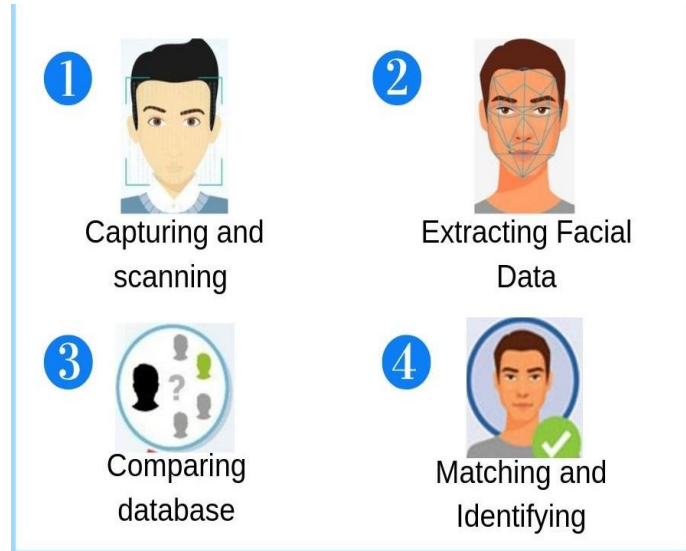 1
Capturing and
scanning
2
Extracting Facial
Data
3
?
Comparing
database
4
Matching and
Identifying